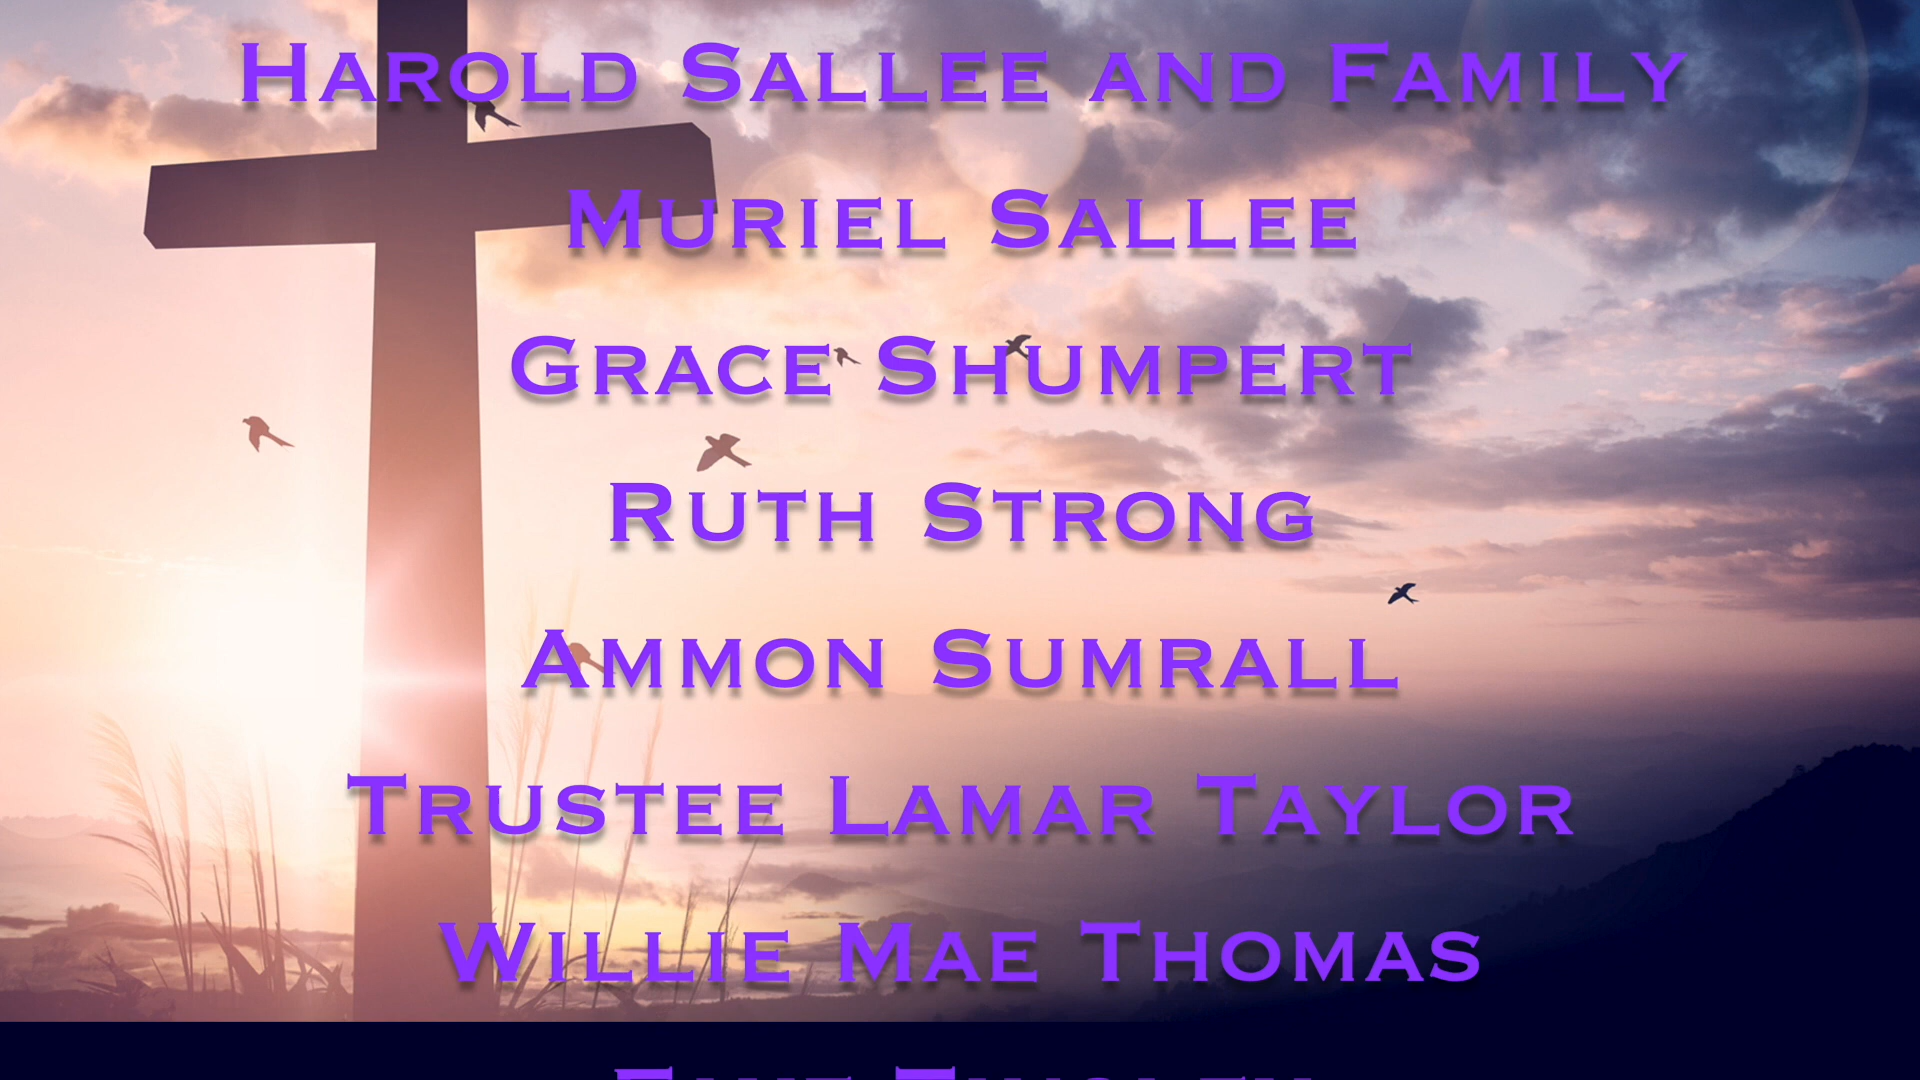 Harold Sallee and Family
Muriel Sallee
Grace Shumpert
Ruth Strong
Ammon Sumrall
Trustee Lamar Taylor
Willie Mae Thomas